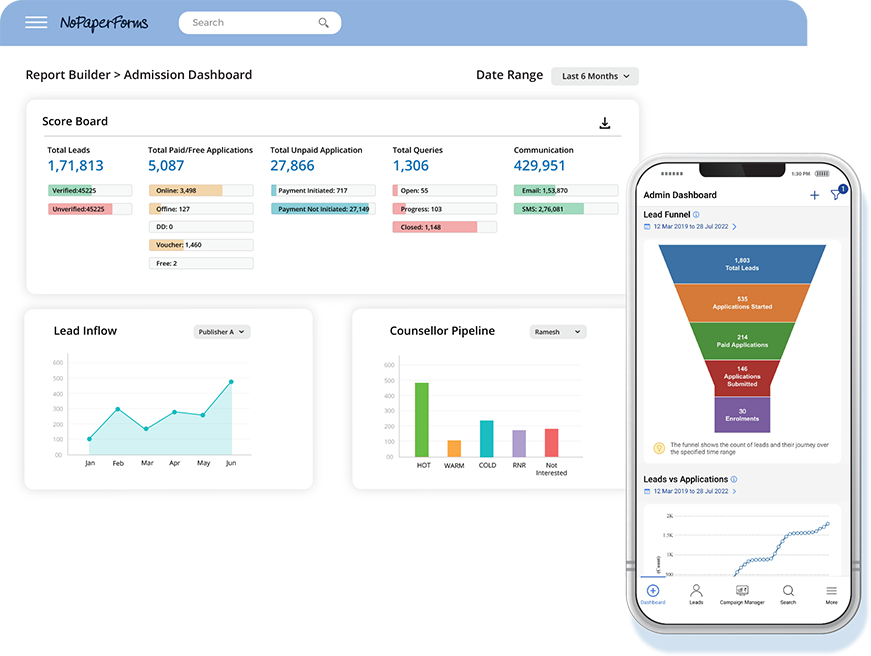 NoPaperForms
Search
Report Builder > Admission Dashboard
Date Range
Last 6 Months
Score Board
Total Leads
1,71,813
Verified:45225
Unverified:45225
Total Paid/Free Applications
5,087
Online: 3,498
Offine: 127
DD: 0
Voucher: 1,460
Free: 2
Total Unpaid Application
27,866
Payment Initiated: 717
Payment Not Initiated: 27,149
Total Queries
1,306
Open: 55
Progress: 103
Closed: 1,148
Communication
429,951
Email: 1,53,870
SMS: 2,76,081
Lead Inflow
Publisher A
600
500
400
300
200
100
00
Jan Feb Mar Apr May Jun
Counsellor Pipeline
Ramesh
600
500
400
300
200
100
00
HOT WARM COLD RNR Not
Interested
1:30 PM
Admin Dashboard
1
Lead Funnel
12 Mar 2019 to 28 Jul 2022
1,803
Total Leads
535
Applications Started
214
Paid Applications
146
Applications
Submitted
30
Enrolments
The funnel shows the count of leads and their journey over
the specified time range
Leads vs Applications
12 Mar 2019 to 28 Jul 2022
2K
1.5K
1K
500
Dashboard Leads Campaign Manager Search More